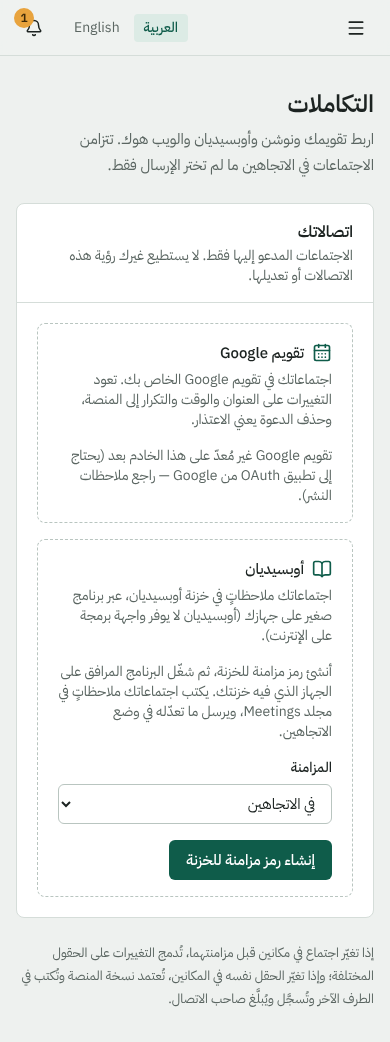 العربية
English
1
التكاملات
اربط تقويمك ونوشن وأوبسيديان والويب هوك. تتزامن
الاجتماعات في الاتجاهين ما لم تختر الإرسال فقط.
اتصالاتك
الاجتماعات المدعو إليها فقط. لا يستطيع غيرك رؤية هذه
الاتصالات أو تعديلها.
تقويم Google
اجتماعاتك في تقويم Google الخاص بك. تعود
التغييرات على العنوان والوقت والتكرار إلى المنصة،
وحذف الدعوة يعني الاعتذار.
تقويم Google غير مُعدّ على هذا الخادم بعد (يحتاج
إلى تطبيق OAuth من Google — راجع ملاحظات
النشر).
أوبسيديان
اجتماعاتك ملاحظاتٍ في خزنة أوبسيديان، عبر برنامج
صغير على جهازك (أوبسيديان لا يوفر واجهة برمجة
على الإنترنت).
أنشئ رمز مزامنة للخزنة، ثم شغّل البرنامج المرافق على
الجهاز الذي فيه خزنتك. يكتب اجتماعاتك ملاحظاتٍ في
مجلد Meetings، ويرسل ما تعدّله في وضع
الاتجاهين.
المزامنة
في الاتجاهين
إنشاء رمز مزامنة للخزنة
إذا تغيّر اجتماع في مكانين قبل مزامنتهما، تُدمج التغييرات على الحقول
المختلفة؛ وإذا تغيّر الحقل نفسه في المكانين، تُعتمد نسخة المنصة وتُكتب في
الطرف الآخر وتُسجَّل ويُبلَّغ صاحب الاتصال.